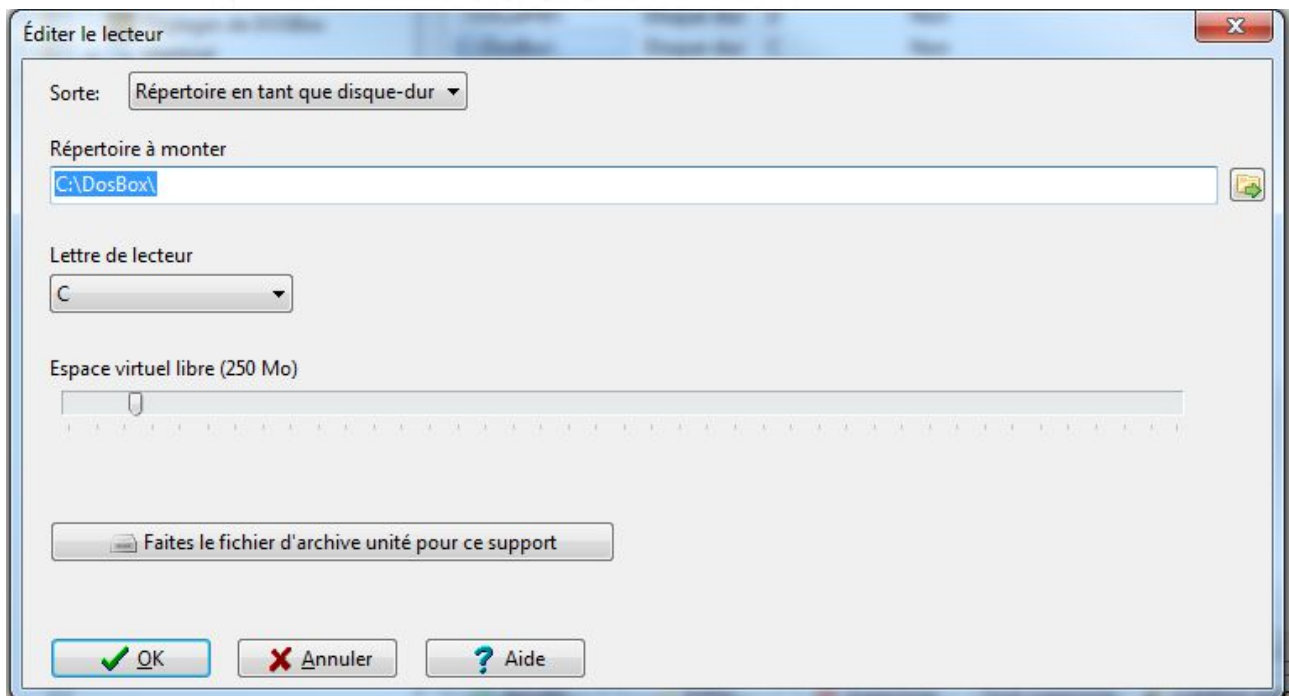 Éditer le lecteur
Sorte: Répertoire en tant que disque-dur
Répertoire à monter
C:\DosBox\
Lettre de lecteur
C
Espace virtuel libre (250 Mo)
Faites le fichier d'archive unité pour ce support
OK Annuler Aide